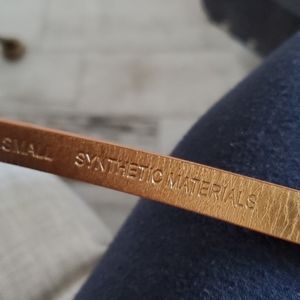 SMALL SYNTHETIC MATERIALS